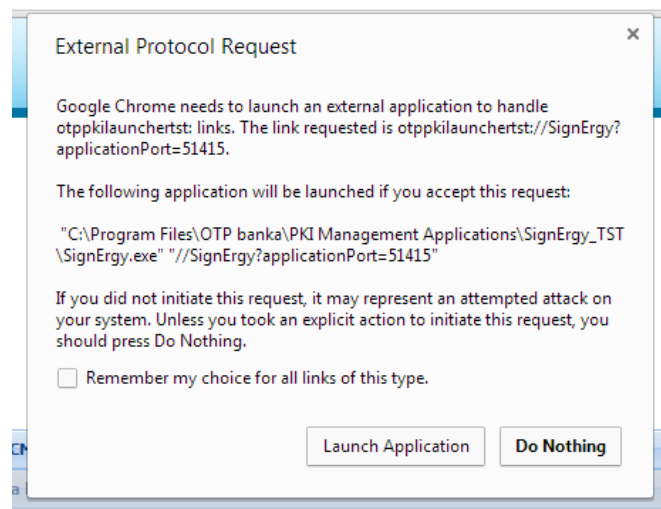 External Protocol Request
Google Chrome needs to launch an external application to handle
otppkilaunchertst: links. The link requested is otppkilaunchertst://SignErgy?
applicationPort=51415.
The following application will be launched if you accept this request:
"C:\Program Files\OTP banka\PKI Management Applications\SignErgy_TST
\SignErgy.exe" "//SignErgy?applicationPort=51415"
If you did not initiate this request, it may represent an attempted attack on
your system. Unless you took an explicit action to initiate this request, you
should press Do Nothing.
Remember my choice for all links of this type.
Launch Application Do Nothing